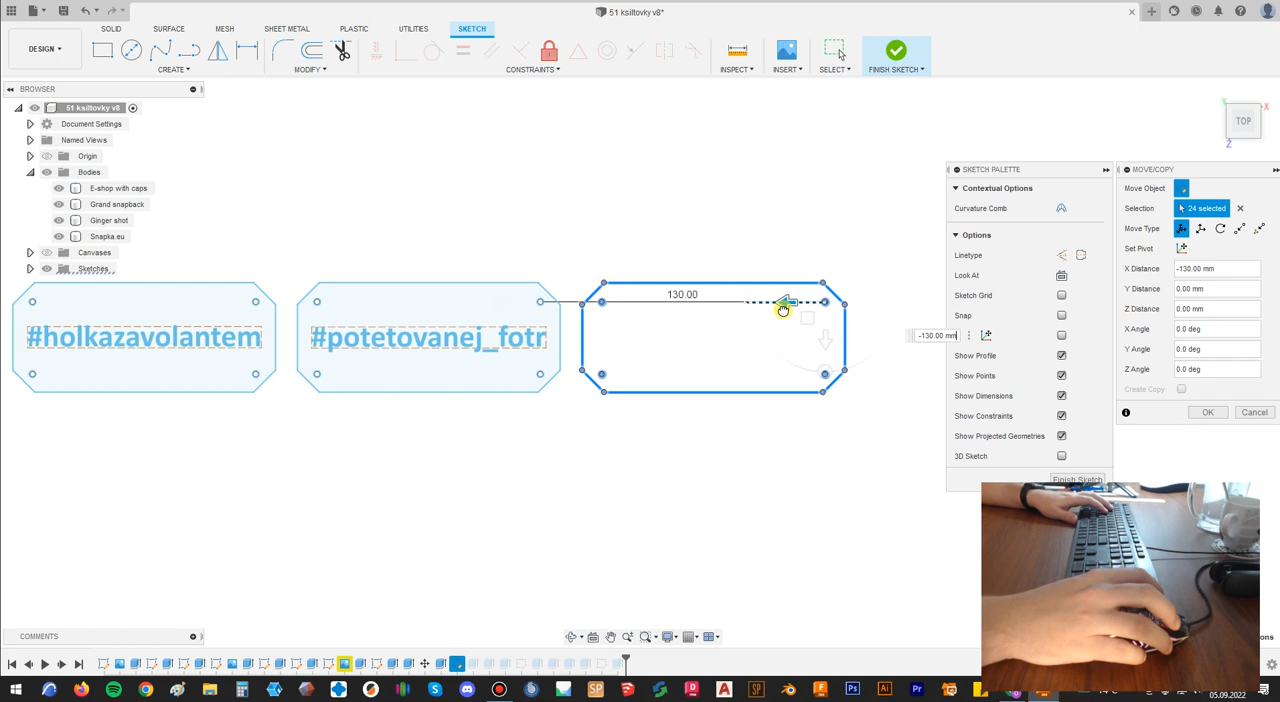 51 ksiltovky v8*
SOLID
SURFACE
MESH
SHEET METAL
PLASTIC
UTILITIES
SKETCH
DESIGN
CREATE
MODIFY
CONSTRAINTS
INSPECT
INSERT
SELECT
FINISH SKETCH
BROWSER
51 ksiltovky v8
Document Settings
Named Views
Origin
Bodies
E-shop with caps
Grand snapback
Ginger shot
Snapka.eu
Canvases
Sketches
TOP
X
Z
#holkazavolantem
#potetovanej_fotr
130.00
-130.00 mm
SKETCH PALETTE
Contextual Options
Curvature Comb
Options
Linetype
Look At
Sketch Grid
Snap
Show Profile
Show Points
Show Dimensions
Show Constraints
Show Projected Geometries
3D Sketch
Finish Sketch
MOVE/COPY
Move Object
Selection 24 selected
Move Type
Set Pivot
X Distance -130.00 mm
Y Distance 0.00 mm
Z Distance 0.00 mm
X Angle 0.0 deg
Y Angle 0.0 deg
Z Angle 0.0 deg
Create Copy
OK Cancel
COMMENTS
05.09.2022